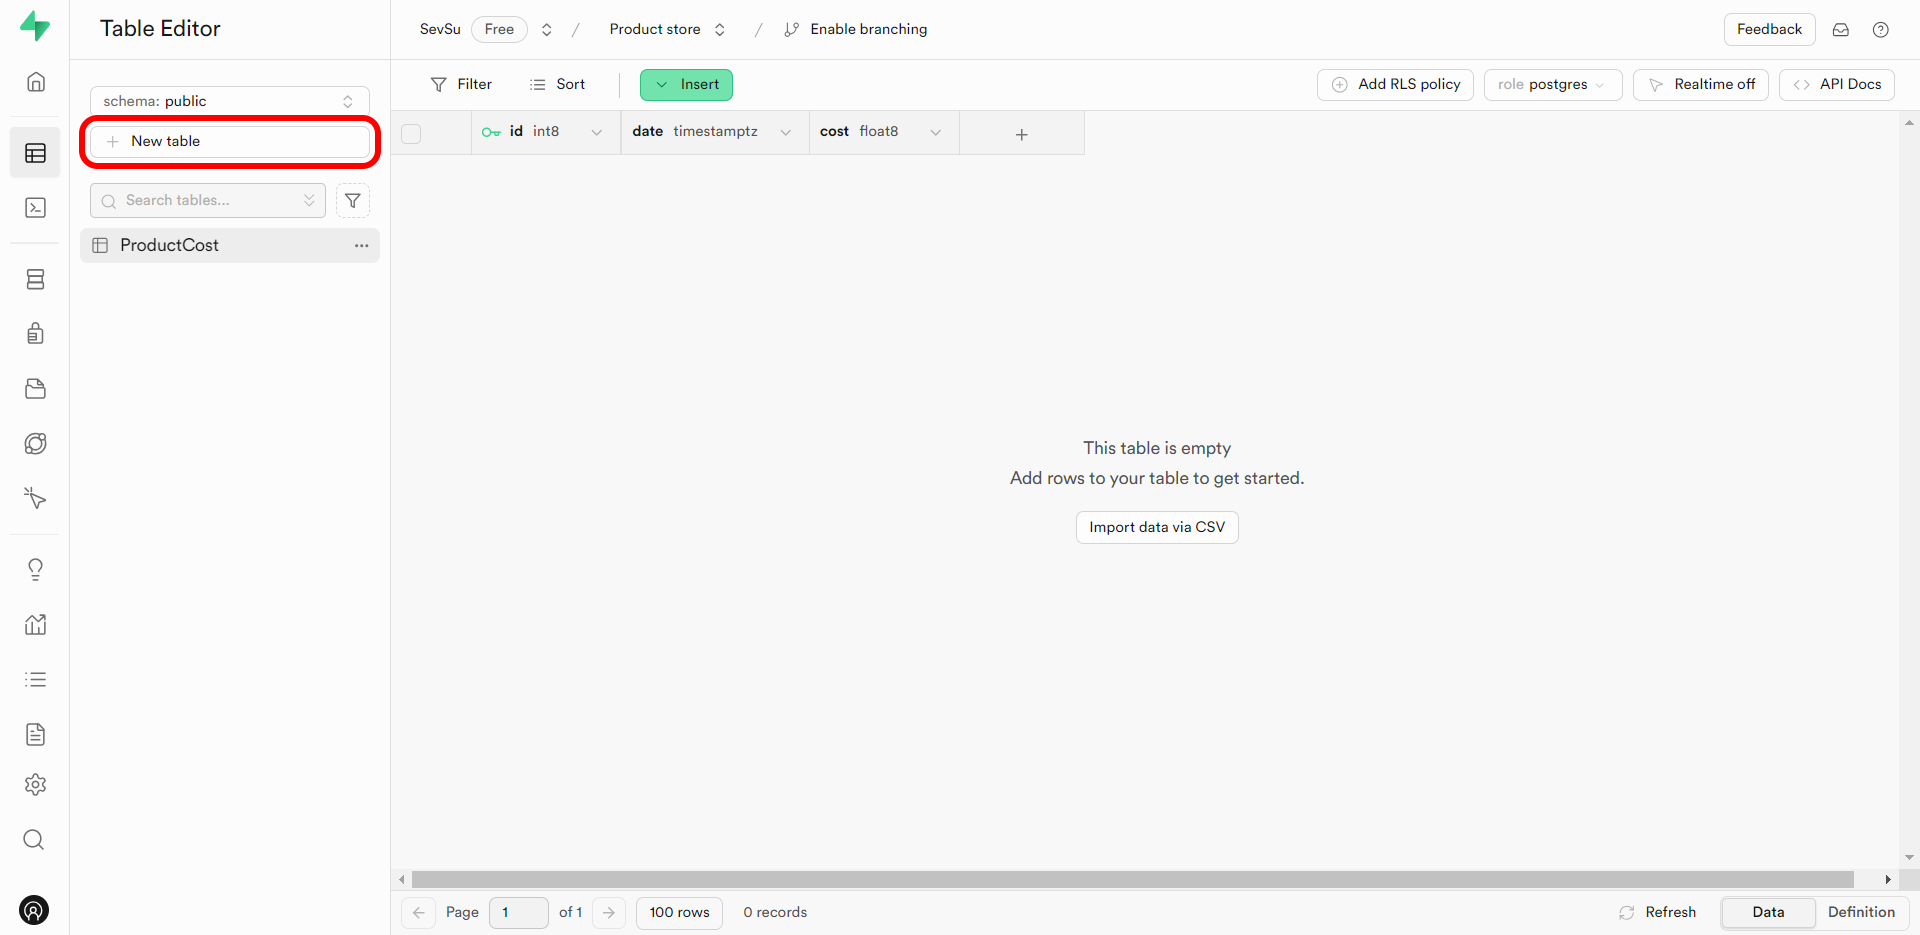 Table Editor
SevSu Free / Product store / Enable branching
Feedback
schema: public
New table
Search tables...
ProductCost
Filter Sort Insert
Add RLS policy role postgres Realtime off API Docs
id int8 date timestamptz cost float8
This table is empty
Add rows to your table to get started.
Import data via CSV
Page 1 of 1 100 rows 0 records
Refresh Data Definition